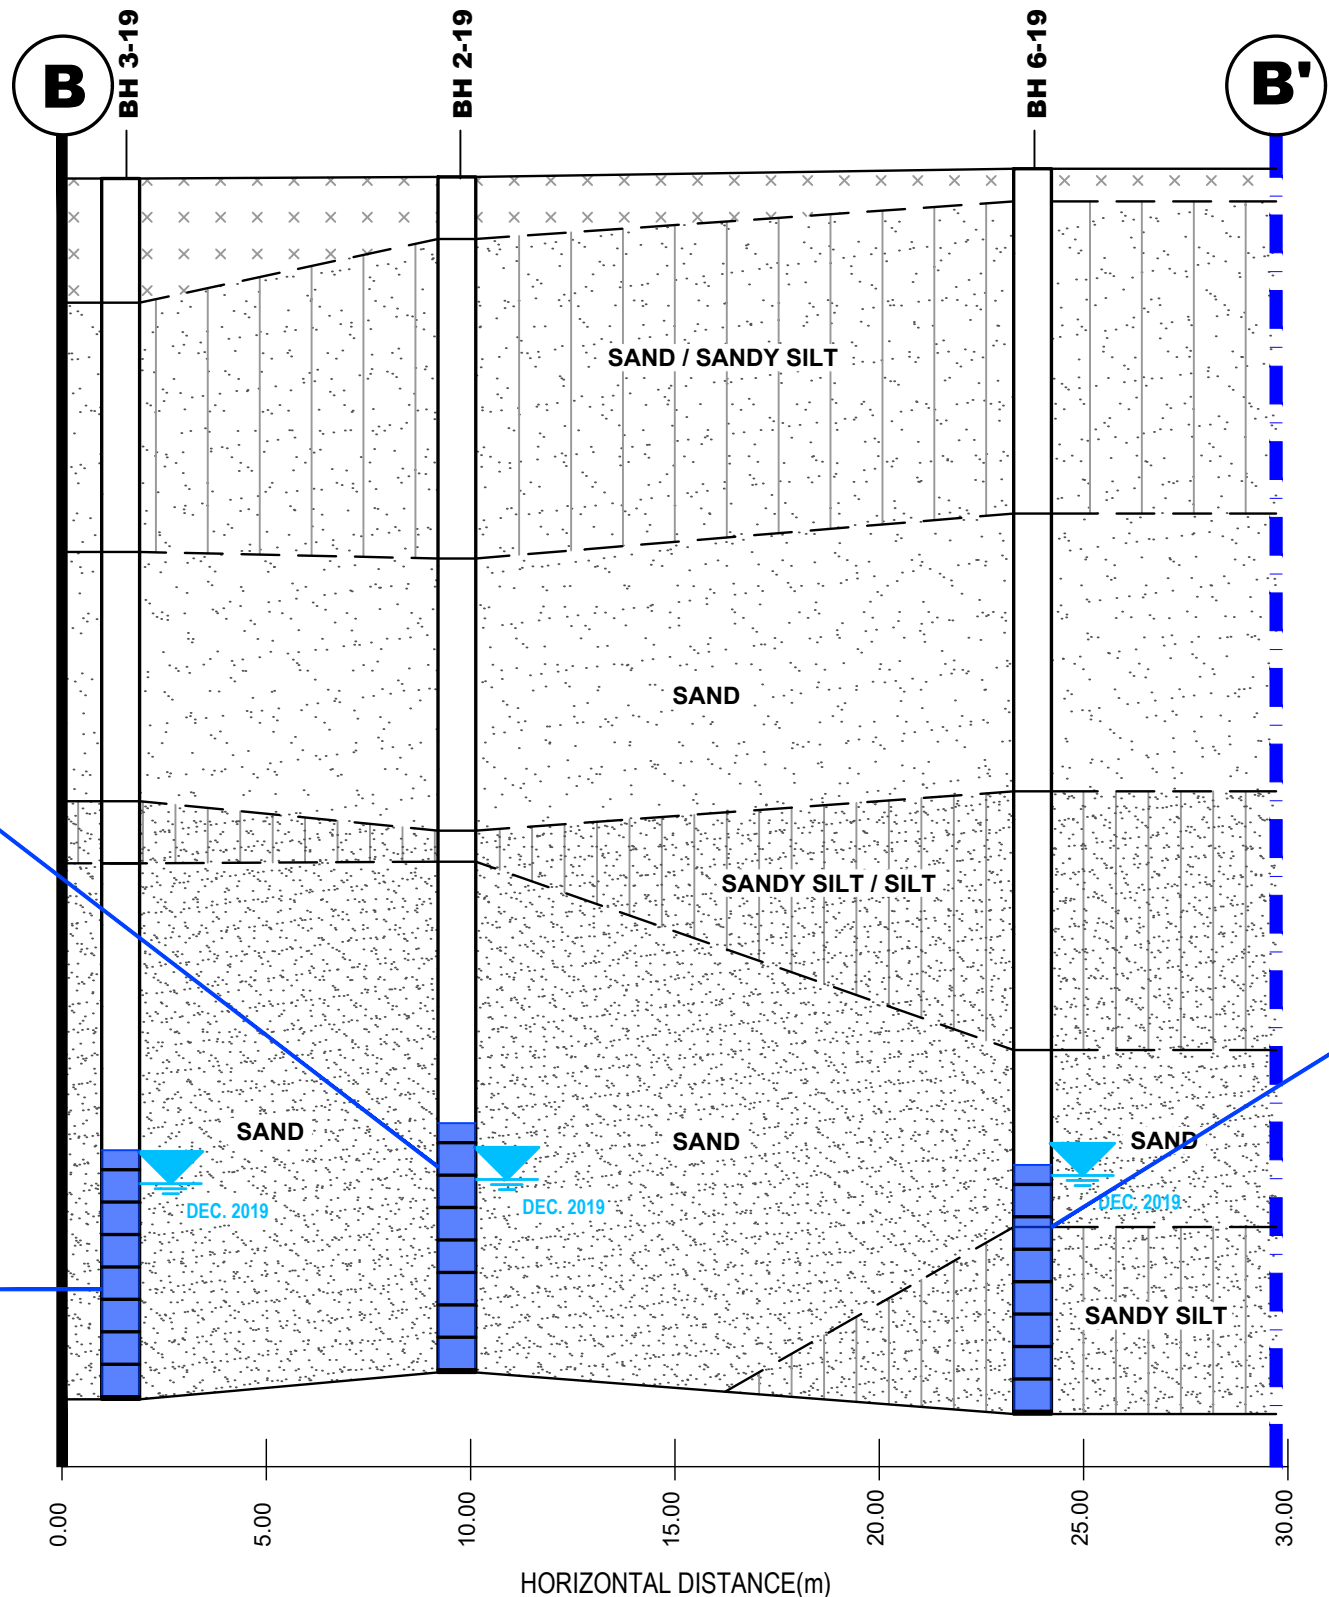 B
BH 3-19
BH 2-19
BH 6-19
B'
SAND / SANDY SILT
SAND
SANDY SILT / SILT
SAND
SAND
SAND
DEC. 2019
DEC. 2019
DEC. 2019
SANDY SILT
0.00
5.00
10.00
15.00
20.00
25.00
30.00
HORIZONTAL DISTANCE(m)